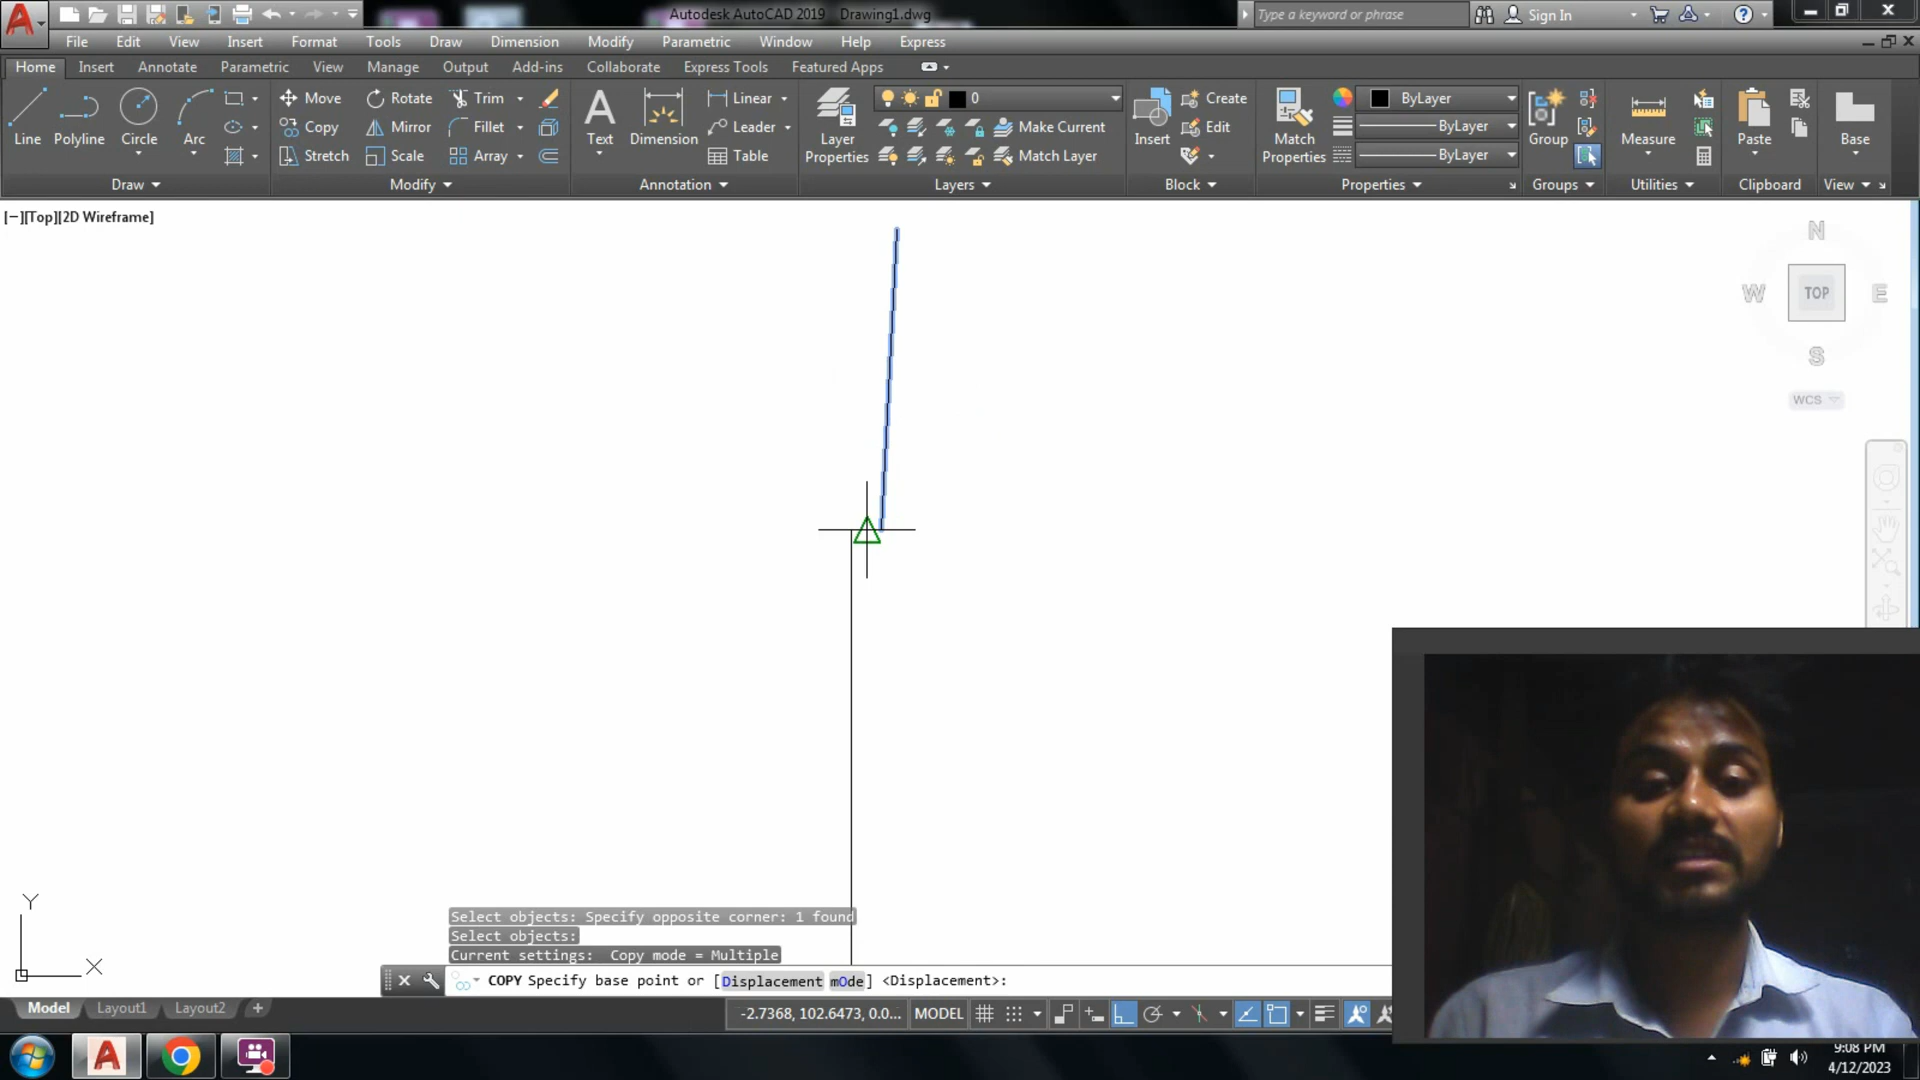 Autodesk AutoCAD 2019 Drawing1.dwg
Type a keyword or phrase
Sign In
File Edit View Insert Format Tools Draw Dimension Modify Parametric Window Help Express
Home Insert Annotate Parametric View Manage Output Add-ins Collaborate Express Tools Featured Apps
Move Rotate Trim Linear 0 Create ByLayer
Line Polyline Circle Arc Copy Mirror Fillet Text Dimension Leader Layer Properties Make Current Insert Edit Match Properties ByLayer Group Measure Paste Base
Stretch Scale Array Table Match Layer ByLayer
Draw Modify Annotation Layers Block Properties Groups Utilities Clipboard View
[−][Top][2D Wireframe]
N
W TOP E
S
WCS
Y
X
Select objects: Specify opposite corner: 1 found
Select objects:
Current settings: Copy mode = Multiple
COPY Specify base point or [Displacement mOde] <Displacement>:
Model Layout1 Layout2 +
-2.7368, 102.6473, 0.0... MODEL
9:08 PM
4/12/2023